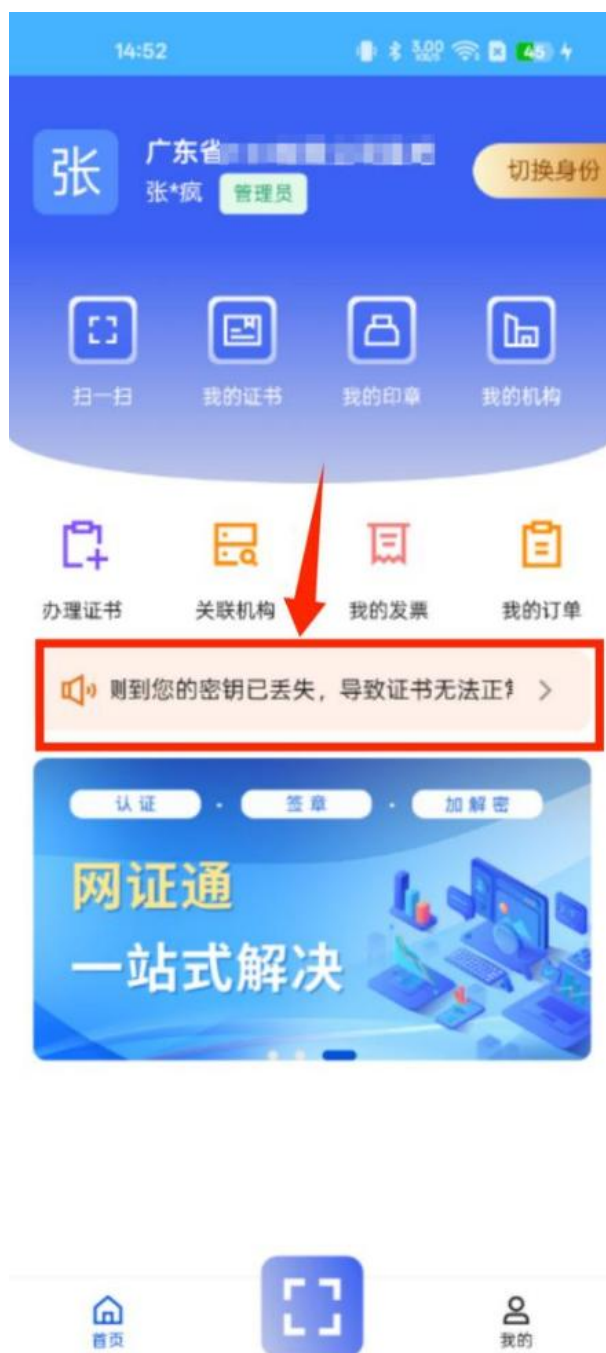 14:52
3.00
KB/S
45
张
广东省
张*疯
管理员
切换身份
扫一扫
我的证书
我的印章
我的机构
办理证书
关联机构
我的发票
我的订单
到您的密钥已丢失，导致证书无法正
认证 · 签章 · 加解密
网证通
一站式解决
首页
我的